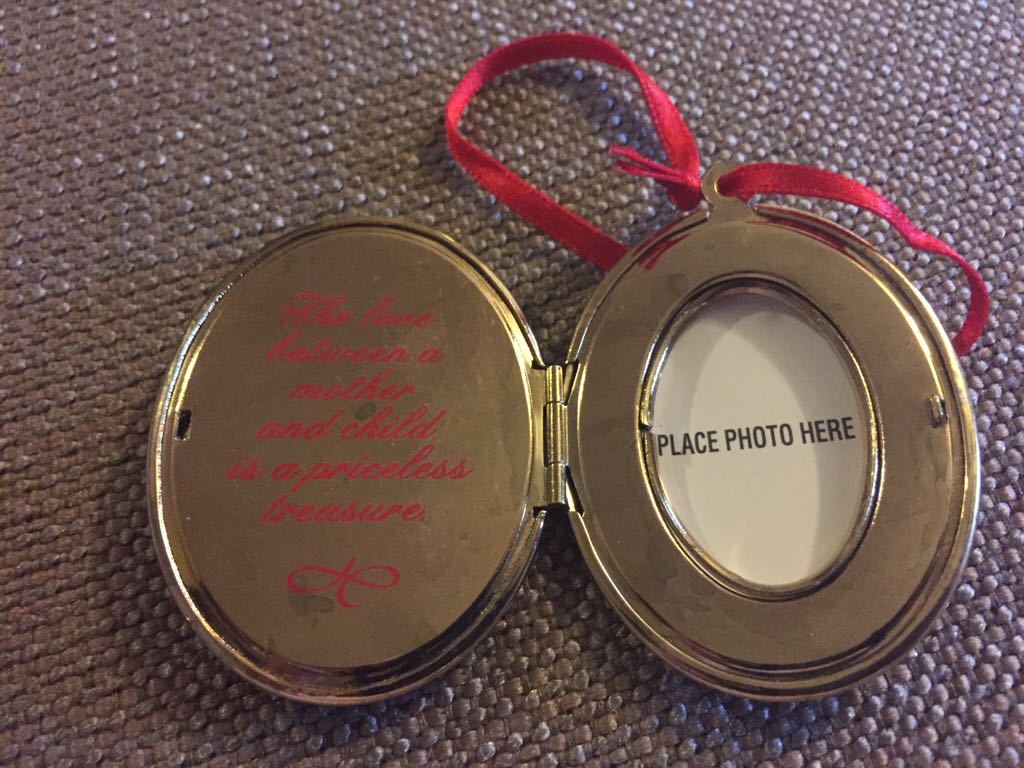 The love
between a
mother
and child
is a priceless
treasure.
PLACE PHOTO HERE